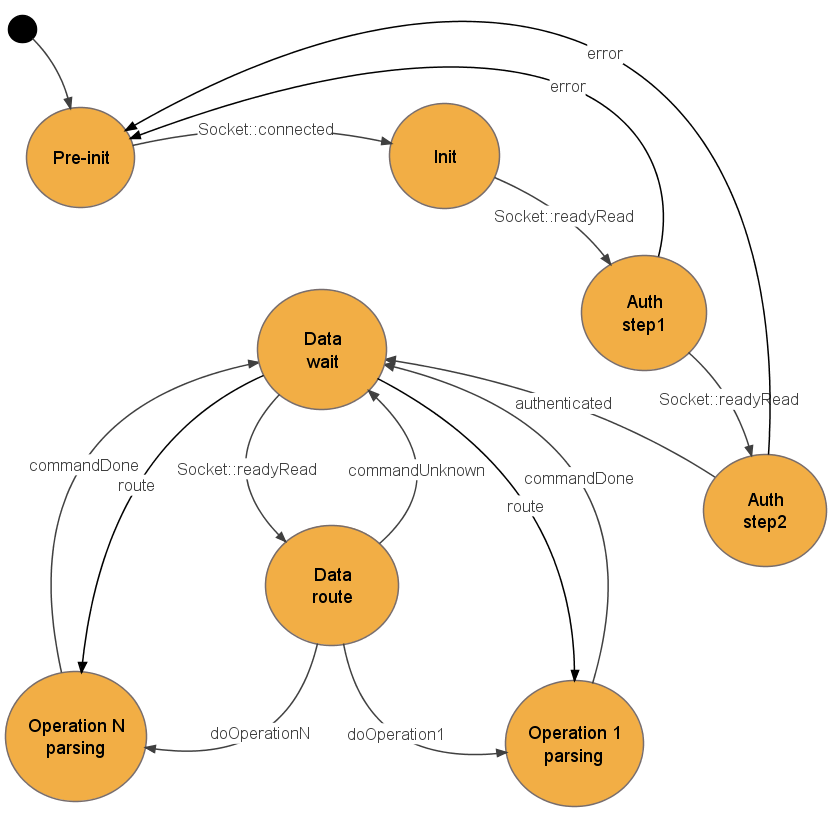 error
error
Socket::connected
Pre-init
Init
Socket::readyRead
Auth
step1
Data
wait
authenticated
Socket::readyRead
commandDone
route
Socket::readyRead
commandUnknown
commandDone
route
Auth
step2
Data
route
Operation N
parsing
doOperationN
doOperation1
Operation 1
parsing